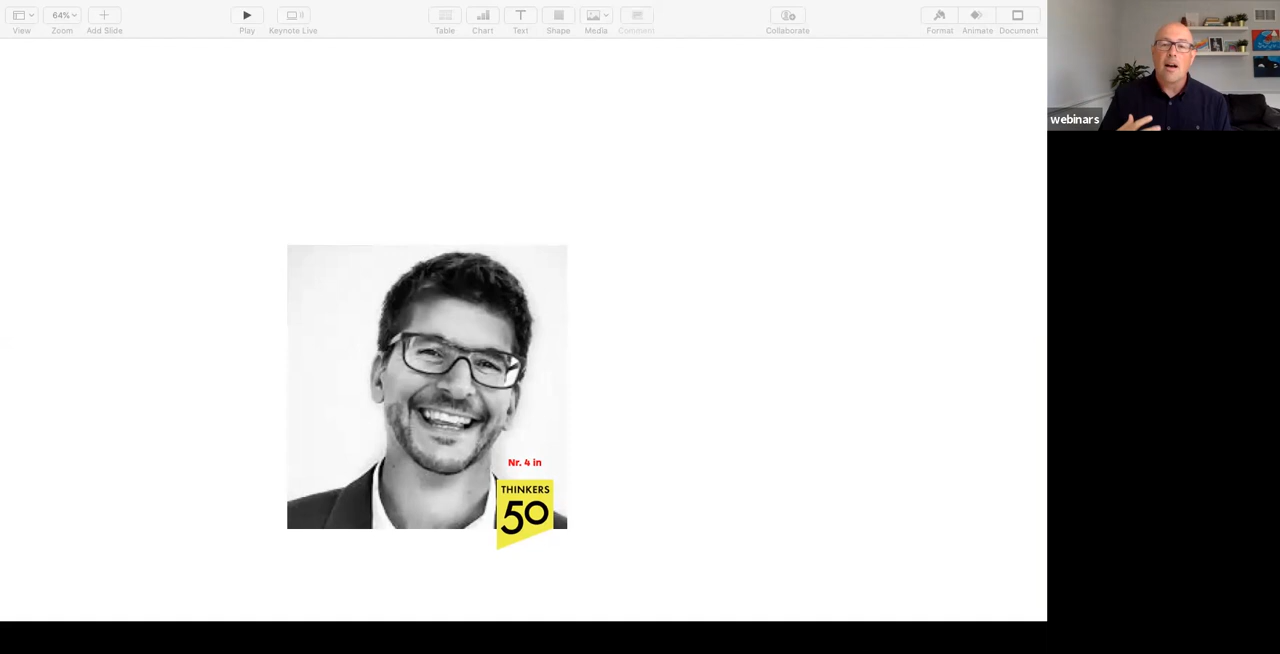 64%
View
Zoom
Add Slide
Play
Keynote Live
Table
Chart
Text
Shape
Media
Comment
Collaborate
Format
Animate
Document
webinars
Nr. 4 in
THINKERS
50